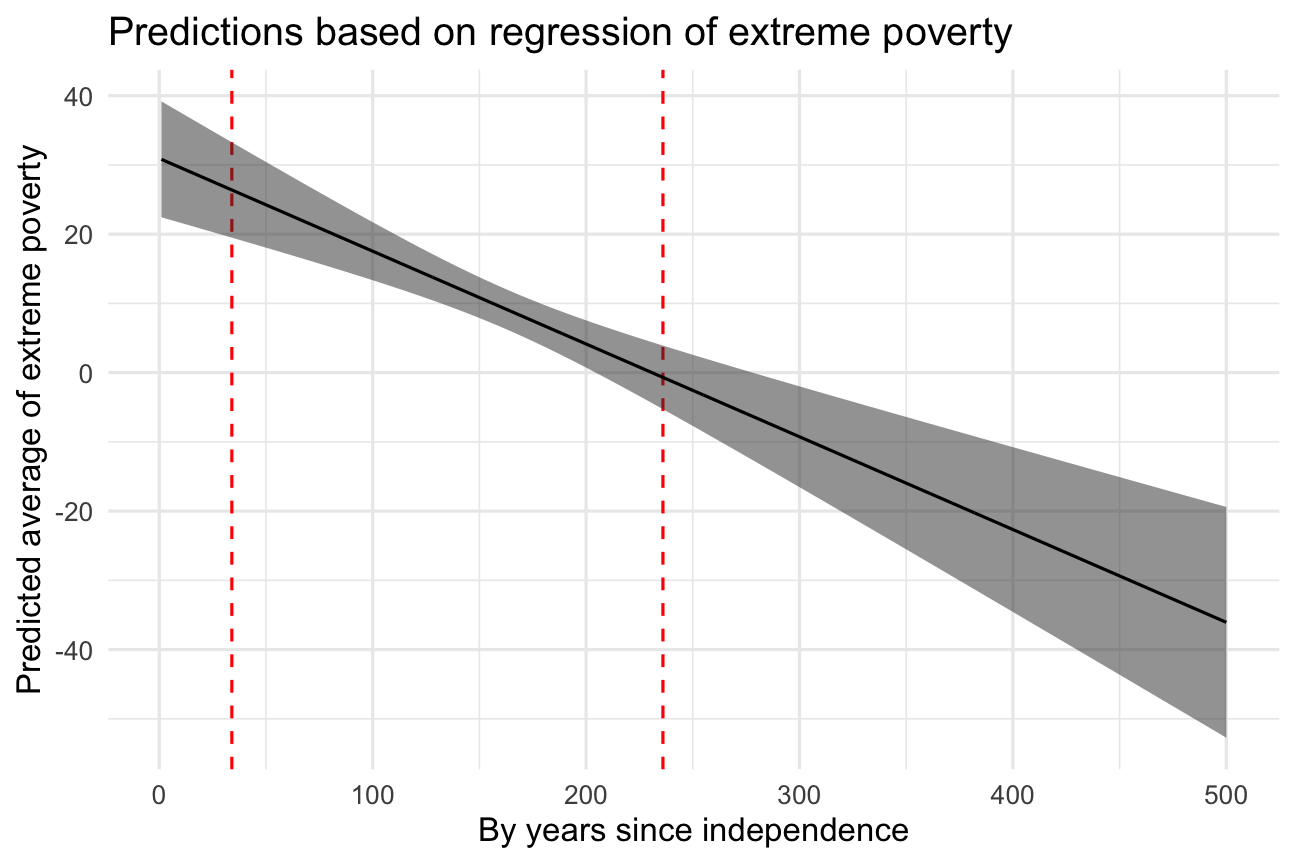 Predictions based on regression of extreme poverty
Predicted average of extreme poverty
40
20
0
-20
-40
0 100 200 300 400 500
By years since independence